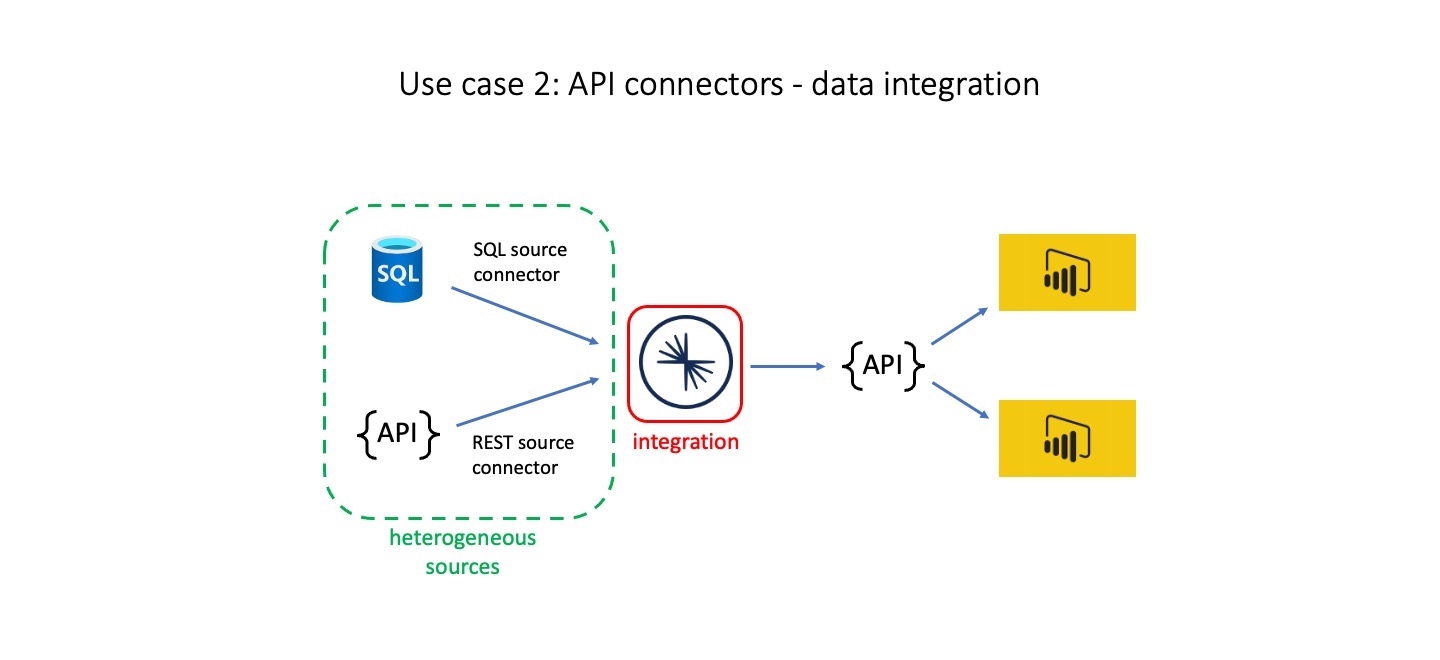 Use case 2: API connectors - data integration
SQL
SQL source
connector
{API}
REST source
connector
heterogeneous
sources
integration
{API}